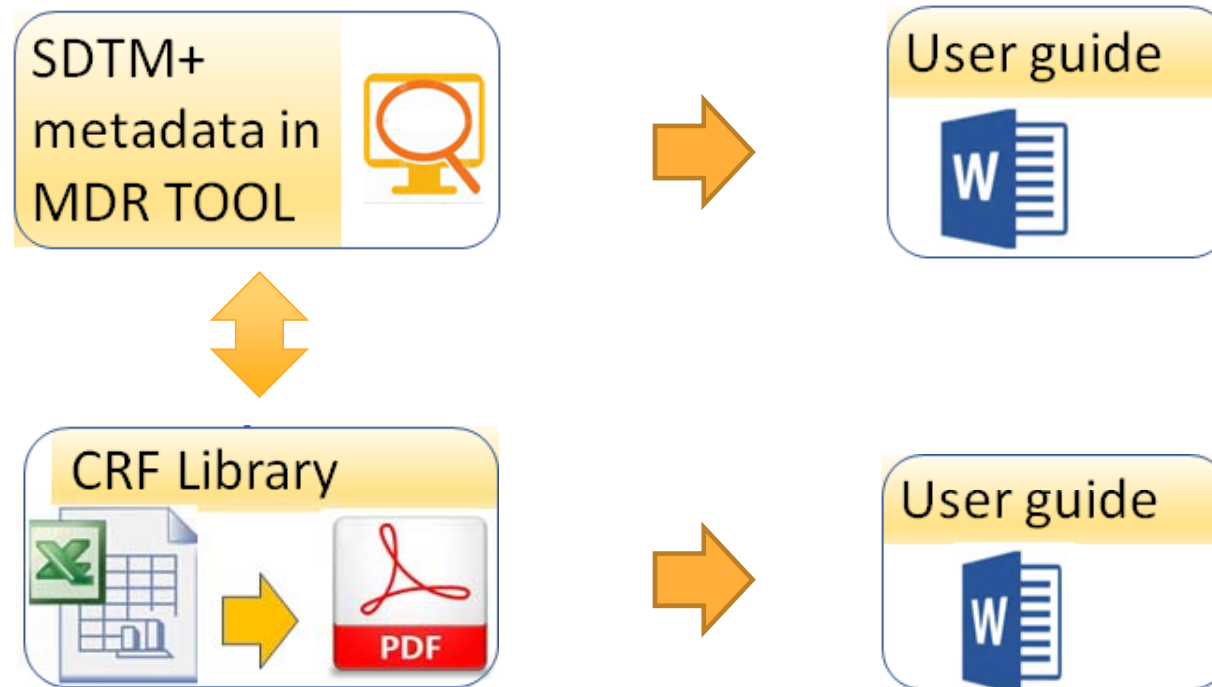 SDTM+
metadata in
MDR TOOL
User guide
W
CRF Library
PDF
User guide
W